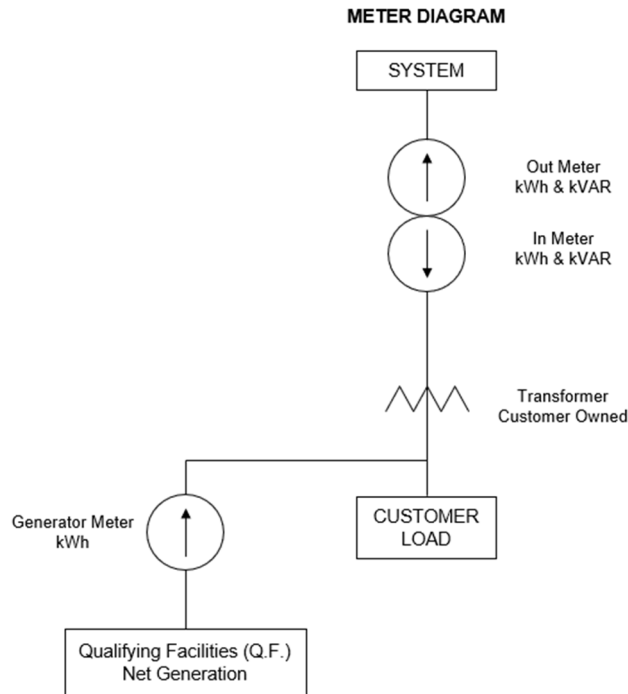 METER DIAGRAM
SYSTEM
Out Meter
kWh & kVAR
In Meter
kWh & kVAR
Transformer
Customer Owned
Generator Meter
kWh
CUSTOMER
LOAD
Qualifying Facilities (Q.F.)
Net Generation